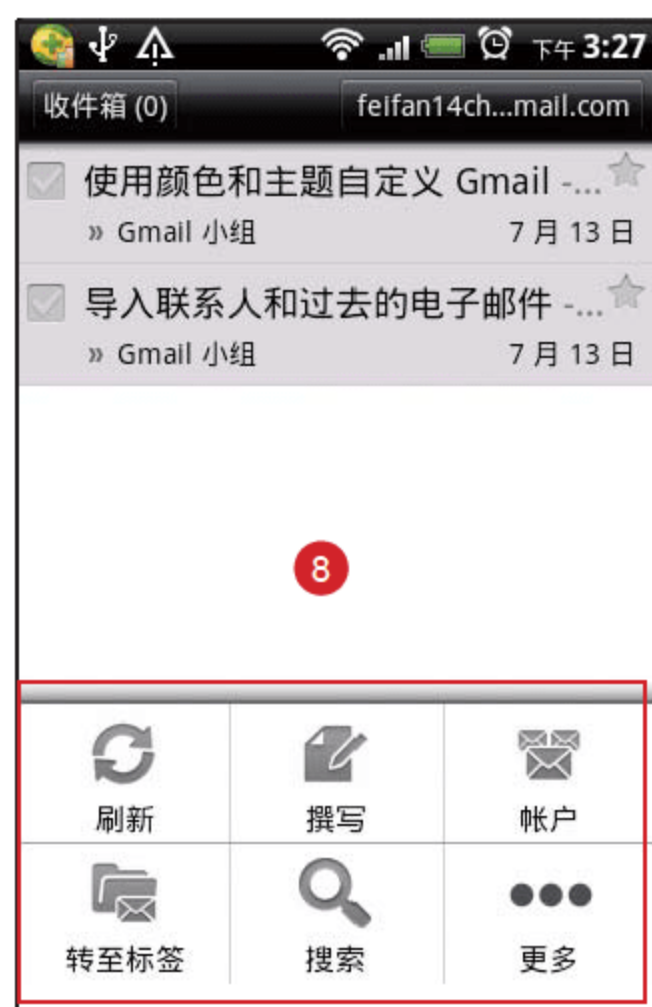 下午 3:27
收件箱 (0) feifan14ch...mail.com
使用颜色和主题自定义 Gmail -...
» Gmail 小组 7 月 13 日
导入联系人和过去的电子邮件 -...
» Gmail 小组 7 月 13 日
8
刷新 撰写 帐户
转至标签 搜索 更多